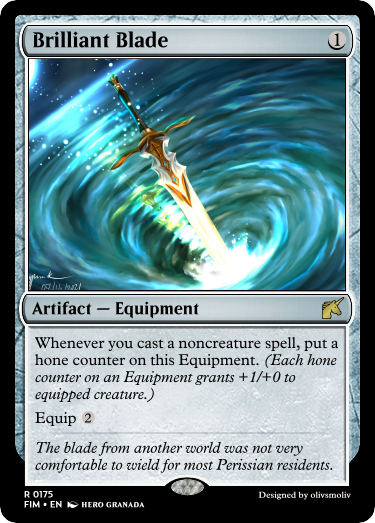 Brilliant Blade 1
Artifact — Equipment
Whenever you cast a noncreature spell, put a
hone counter on this Equipment. (Each hone
counter on an Equipment grants +1/+0 to
equipped creature.)
Equip 2
The blade from another world was not very
comfortable to wield for most Perissian residents.
R 0175
FIM • EN HERO GRANADA
Designed by olivsmoliv